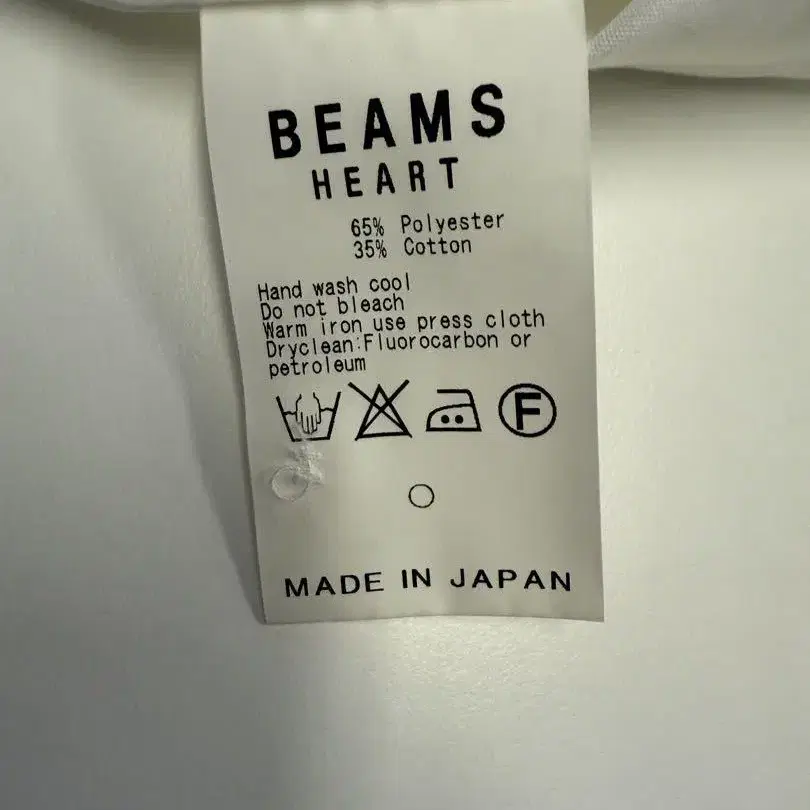 BEAMS
HEART
65% Polyester
35% Cotton
Hand wash cool
Do not bleach
Warm iron use press cloth
Dryclean:Fluorocarbon or
petroleum
F
MADE IN JAPAN